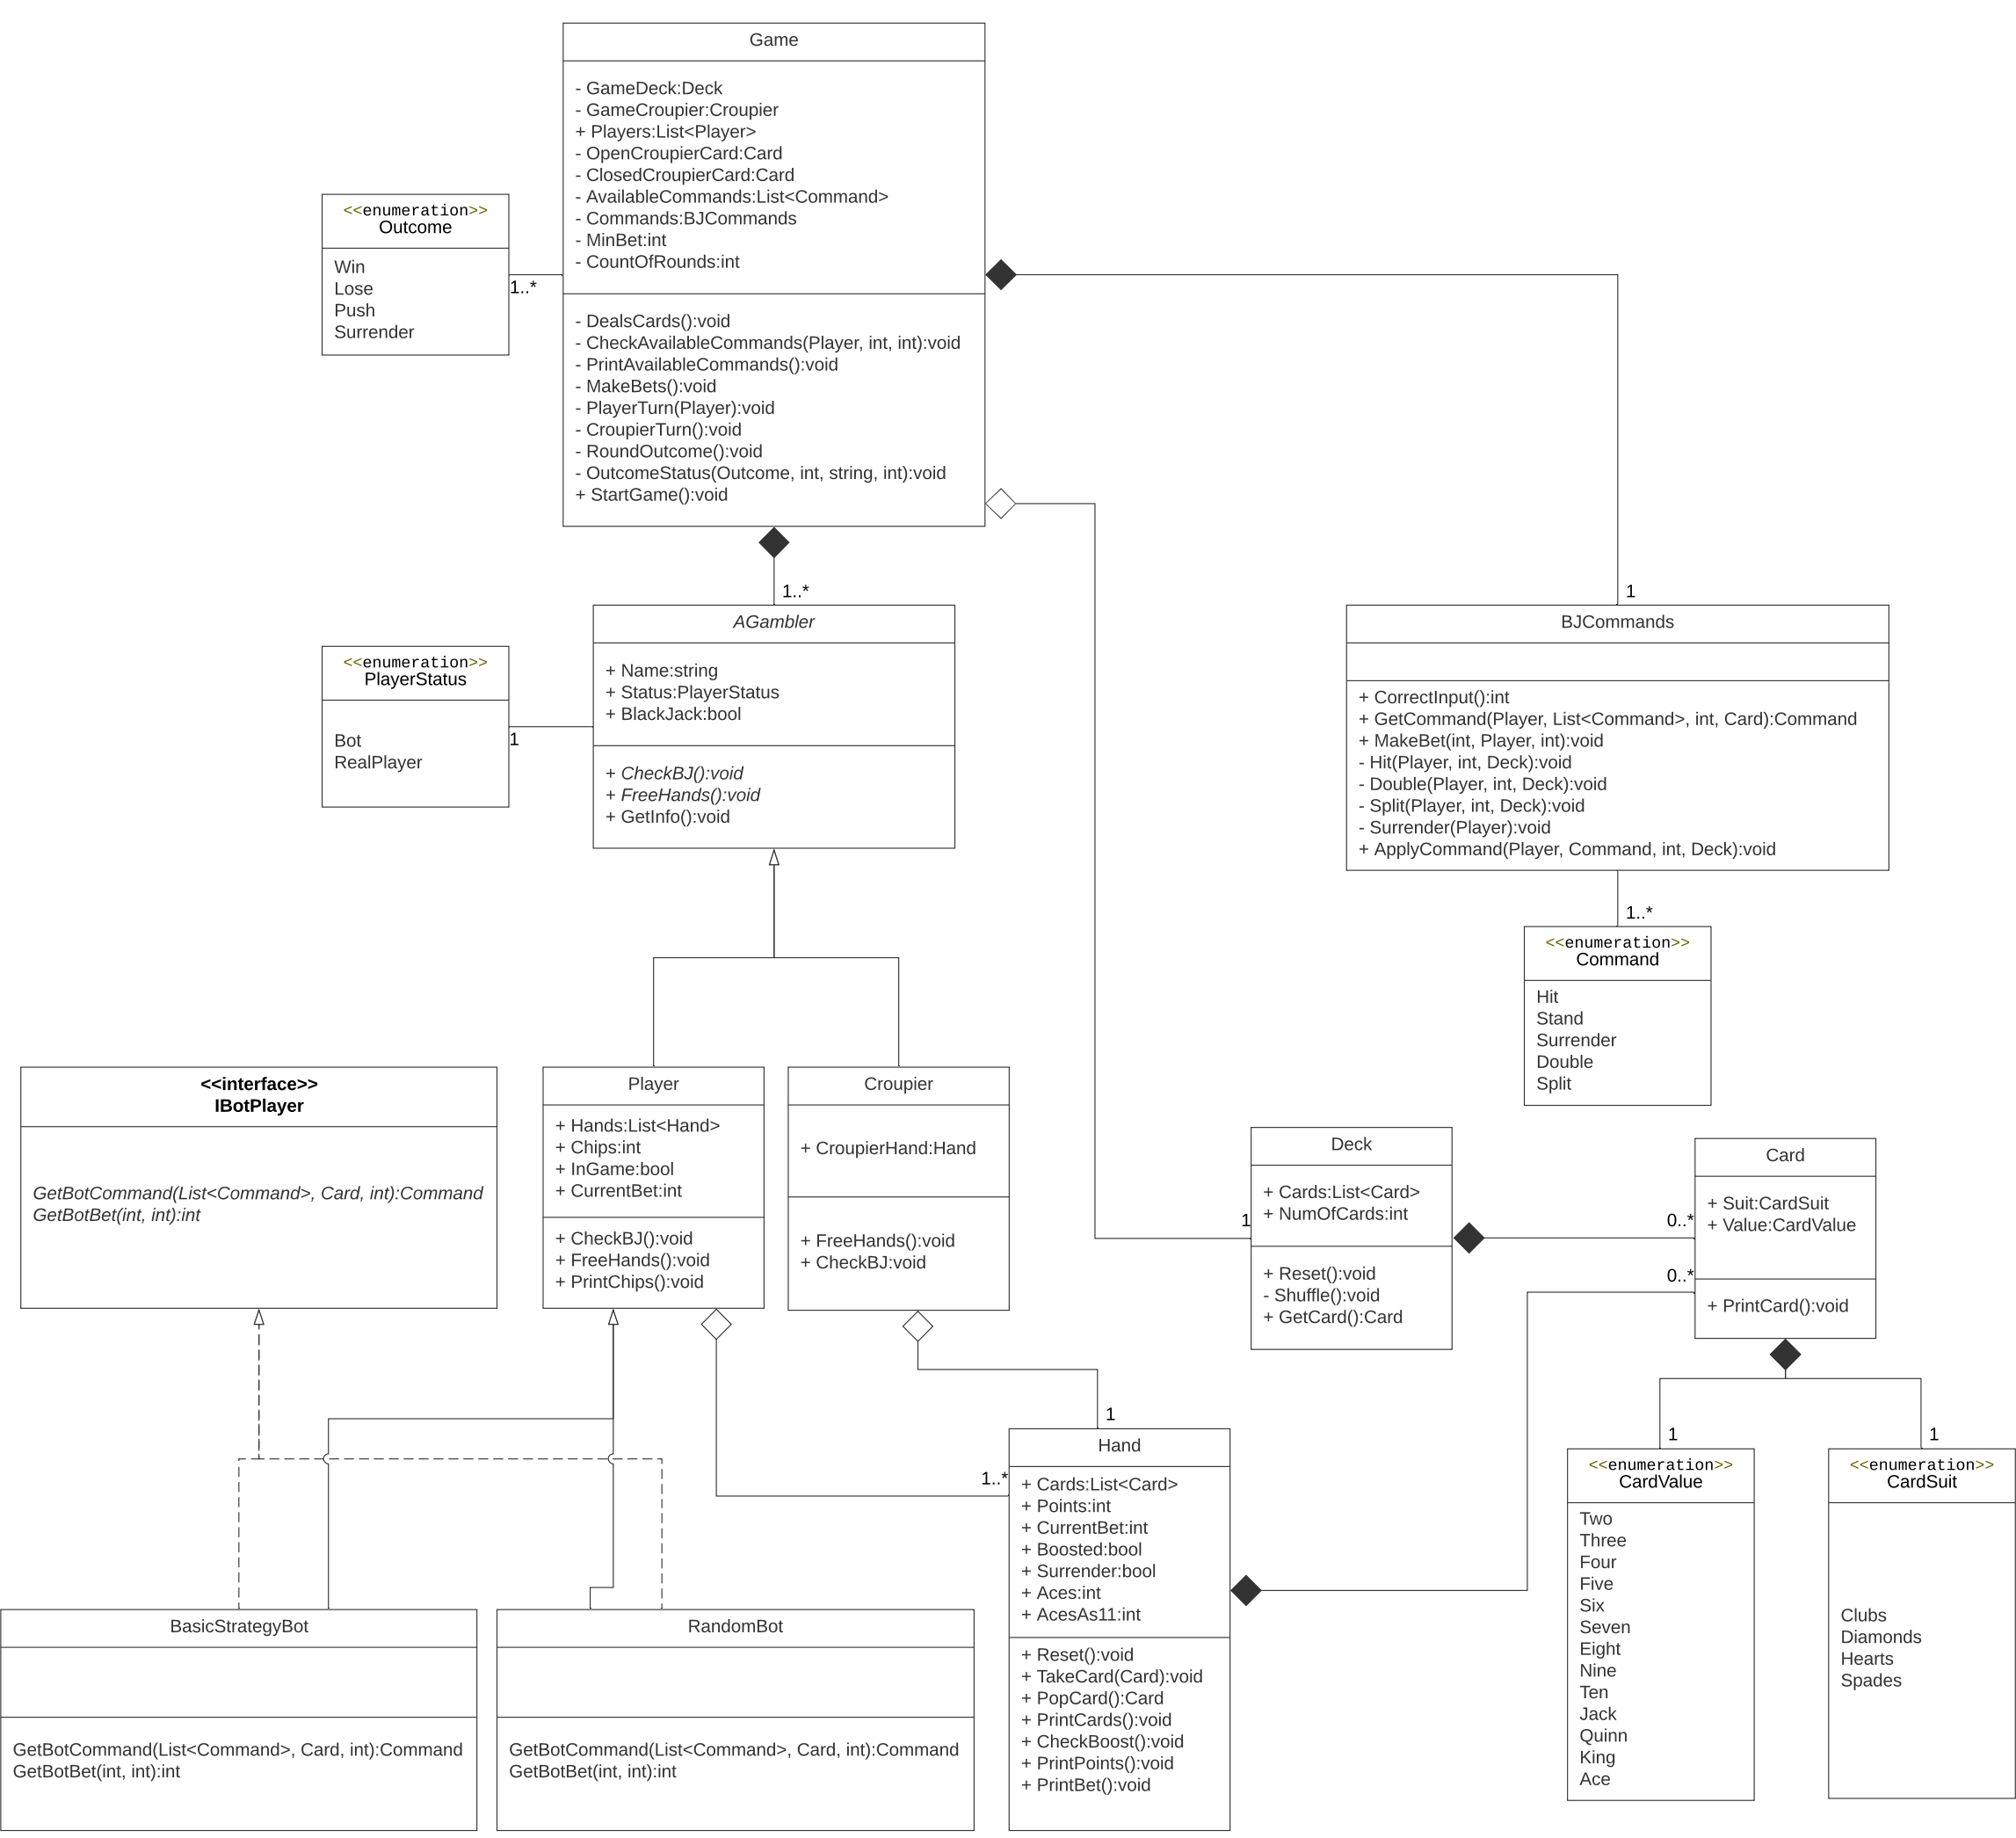 Game
- GameDeck:Deck
- GameCroupier:Croupier
+ Players:List<Player>
- OpenCroupierCard:Card
- ClosedCroupierCard:Card
- AvailableCommands:List<Command>
- Commands:BJCommands
- MinBet:int
- CountOfRounds:int
- DealsCards():void
- CheckAvailableCommands(Player, int, int):void
- PrintAvailableCommands():void
- MakeBets():void
- PlayerTurn(Player):void
- CroupierTurn():void
- RoundOutcome():void
- OutcomeStatus(Outcome, int, string, int):void
+ StartGame():void
<<enumeration>>
Outcome
Win
Lose
Push
Surrender
1..*
1..*
1
AGambler
+ Name:string
+ Status:PlayerStatus
+ BlackJack:bool
+ CheckBJ():void
+ FreeHands():void
+ GetInfo():void
<<enumeration>>
PlayerStatus
Bot
RealPlayer
1
BJCommands
+ CorrectInput():int
+ GetCommand(Player, List<Command>, int, Card):Command
+ MakeBet(int, Player, int):void
- Hit(Player, int, Deck):void
- Double(Player, int, Deck):void
- Split(Player, int, Deck):void
- Surrender(Player):void
+ ApplyCommand(Player, Command, int, Deck):void
1..*
<<enumeration>>
Command
Hit
Stand
Surrender
Double
Split
<<interface>>
IBotPlayer
GetBotCommand(List<Command>, Card, int):Command
GetBotBet(int, int):int
Player
+ Hands:List<Hand>
+ Chips:int
+ InGame:bool
+ CurrentBet:int
+ CheckBJ():void
+ FreeHands():void
+ PrintChips():void
Croupier
+ CroupierHand:Hand
+ FreeHands():void
+ CheckBJ:void
Deck
+ Cards:List<Card>
+ NumOfCards:int
+ Reset():void
- Shuffle():void
+ GetCard():Card
1
0..*
0..*
Card
+ Suit:CardSuit
+ Value:CardValue
+ PrintCard():void
1
1..*
Hand
+ Cards:List<Card>
+ Points:int
+ CurrentBet:int
+ Boosted:bool
+ Surrender:bool
+ Aces:int
+ AcesAs11:int
+ Reset():void
+ TakeCard(Card):void
+ PopCard():Card
+ PrintCards():void
+ CheckBoost():void
+ PrintPoints():void
+ PrintBet():void
1
<<enumeration>>
CardValue
Two
Three
Four
Five
Six
Seven
Eight
Nine
Ten
Jack
Quinn
King
Ace
1
<<enumeration>>
CardSuit
Clubs
Diamonds
Hearts
Spades
BasicStrategyBot
GetBotCommand(List<Command>, Card, int):Command
GetBotBet(int, int):int
RandomBot
GetBotCommand(List<Command>, Card, int):Command
GetBotBet(int, int):int